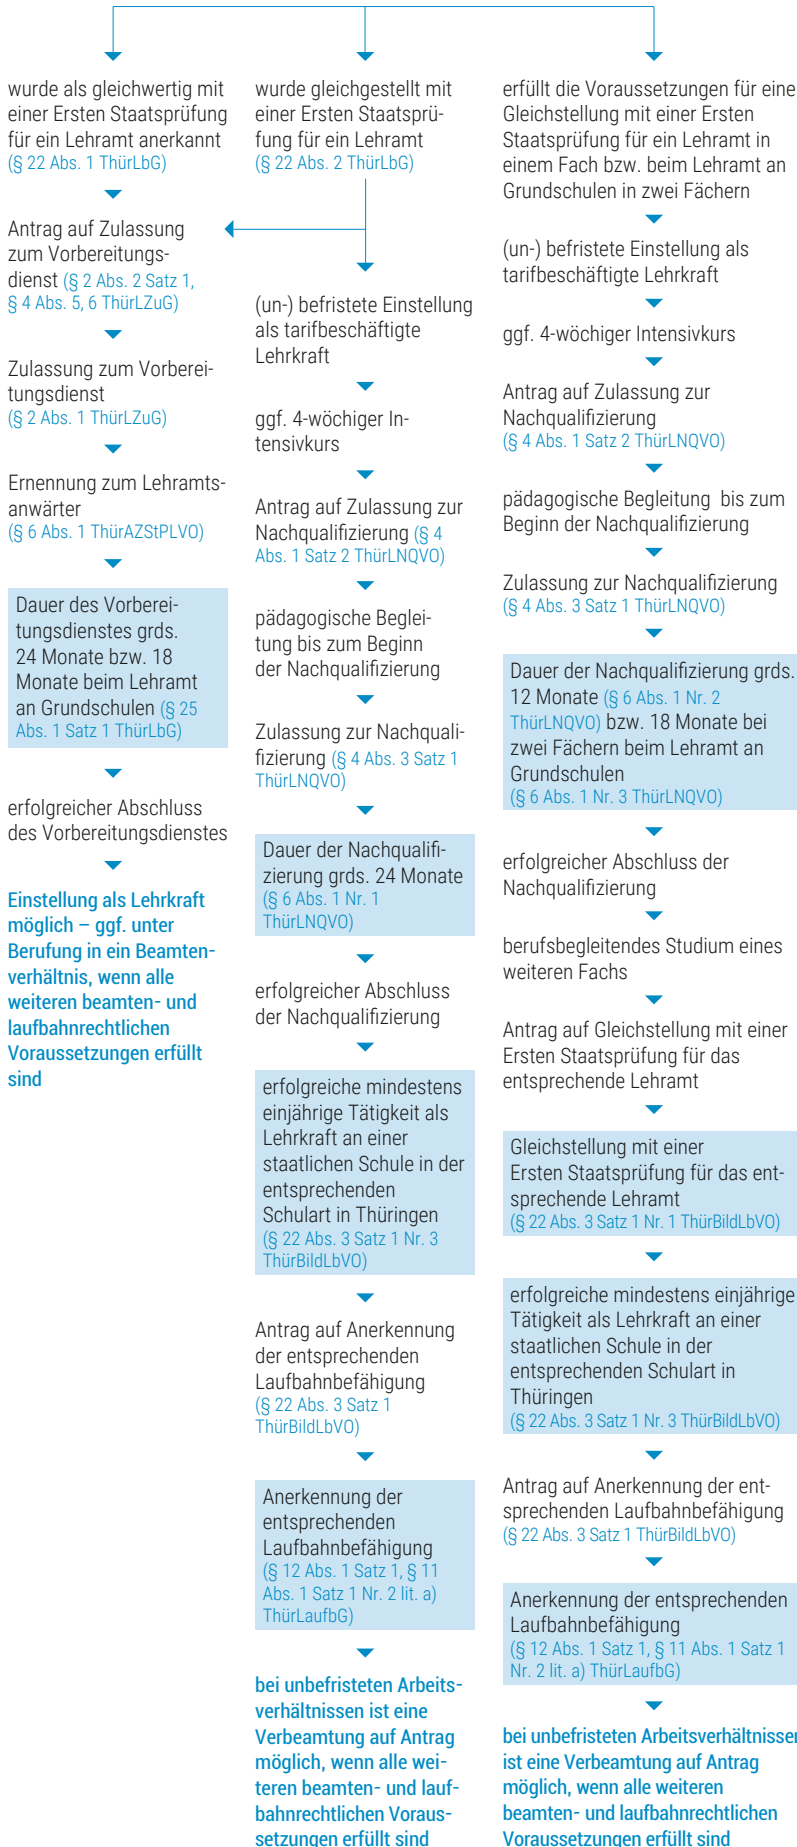 wurde als gleichwertig mit
einer Ersten Staatsprüfung
für ein Lehramt anerkannt
(§ 22 Abs. 1 ThürLbG)
Antrag auf Zulassung
zum Vorbereitungs-
dienst (§ 2 Abs. 2 Satz 1,
§ 4 Abs. 5, 6 ThürLZuG)
Zulassung zum Vorberei-
tungsdienst
(§ 2 Abs. 1 ThürLZuG)
Ernennung zum Lehramts-
anwärter
(§ 6 Abs. 1 ThürAZStPLVO)
Dauer des Vorberei-
tungsdienstes grds.
24 Monate bzw. 18
Monate beim Lehramt
an Grundschulen (§ 25
Abs. 1 Satz 1 ThürLbG)
erfolgreicher Abschluss
des Vorbereitungsdienstes
Einstellung als Lehrkraft
möglich – ggf. unter
Berufung in ein Beamten-
verhältnis, wenn alle
weiteren beamten- und
laufbahnrechtlichen
Voraussetzungen erfüllt
sind
wurde gleichgestellt mit
einer Ersten Staatsprü-
fung für ein Lehramt
(§ 22 Abs. 2 ThürLbG)
(un-) befristete Einstellung
als tarifbeschäftigte
Lehrkraft
ggf. 4-wöchiger In-
tensivkurs
Antrag auf Zulassung zur
Nachqualifizierung (§ 4
Abs. 1 Satz 2 ThürLNQVO)
pädagogische Beglei-
tung bis zum Beginn
der Nachqualifizierung
Zulassung zur Nachquali-
fizierung (§ 4 Abs. 3 Satz 1
ThürLNQVO)
Dauer der Nachqualifi-
zierung grds. 24 Monate
(§ 6 Abs. 1 Nr. 1
ThürLNQVO)
erfolgreicher Abschluss
der Nachqualifizierung
erfolgreiche mindestens
einjährige Tätigkeit als
Lehrkraft an einer
staatlichen Schule in der
entsprechenden
Schulart in Thüringen
(§ 22 Abs. 3 Satz 1 Nr. 3
ThürBildLbVO)
Antrag auf Anerkennung
der entsprechenden
Laufbahnbefähigung
(§ 22 Abs. 3 Satz 1
ThürBildLbVO)
Anerkennung der
entsprechenden
Laufbahnbefähigung
(§ 12 Abs. 1 Satz 1, § 11
Abs. 1 Satz 1 Nr. 2 lit. a)
ThürLaufbG)
bei unbefristeten Arbeits-
verhältnissen ist eine
Verbeamtung auf Antrag
möglich, wenn alle wei-
teren beamten- und lauf-
bahnrechtlichen Voraus-
setzungen erfüllt sind
erfüllt die Voraussetzungen für eine
Gleichstellung mit einer Ersten
Staatsprüfung für ein Lehramt in
einem Fach bzw. beim Lehramt an
Grundschulen in zwei Fächern
(un-) befristete Einstellung als
tarifbeschäftigte Lehrkraft
ggf. 4-wöchiger Intensivkurs
Antrag auf Zulassung zur
Nachqualifizierung
(§ 4 Abs. 1 Satz 2 ThürLNQVO)
pädagogische Begleitung bis zum
Beginn der Nachqualifizierung
Zulassung zur Nachqualifizierung
(§ 4 Abs. 3 Satz 1 ThürLNQVO)
Dauer der Nachqualifizierung grds.
12 Monate (§ 6 Abs. 1 Nr. 2
ThürLNQVO) bzw. 18 Monate bei
zwei Fächern beim Lehramt an
Grundschulen
(§ 6 Abs. 1 Nr. 3 ThürLNQVO)
erfolgreicher Abschluss der
Nachqualifizierung
berufsbegleitendes Studium eines
weiteren Fachs
Antrag auf Gleichstellung mit einer
Ersten Staatsprüfung für das
entsprechende Lehramt
Gleichstellung mit einer
Ersten Staatsprüfung für das ent-
sprechende Lehramt
(§ 22 Abs. 3 Satz 1 Nr. 1 ThürBildLbVO)
erfolgreiche mindestens einjährige
Tätigkeit als Lehrkraft an einer
staatlichen Schule in der
entsprechenden Schulart in
Thüringen
(§ 22 Abs. 3 Satz 1 Nr. 3 ThürBildLbVO)
Antrag auf Anerkennung der ent-
sprechenden Laufbahnbefähigung
(§ 22 Abs. 3 Satz 1 ThürBildLbVO)
Anerkennung der entsprechenden
Laufbahnbefähigung
(§ 12 Abs. 1 Satz 1, § 11 Abs. 1 Satz 1
Nr. 2 lit. a) ThürLaufbG)
bei unbefristeten Arbeitsverhältnissen
ist eine Verbeamtung auf Antrag
möglich, wenn alle weiteren
beamten- und laufbahnrechtlichen
Voraussetzungen erfüllt sind